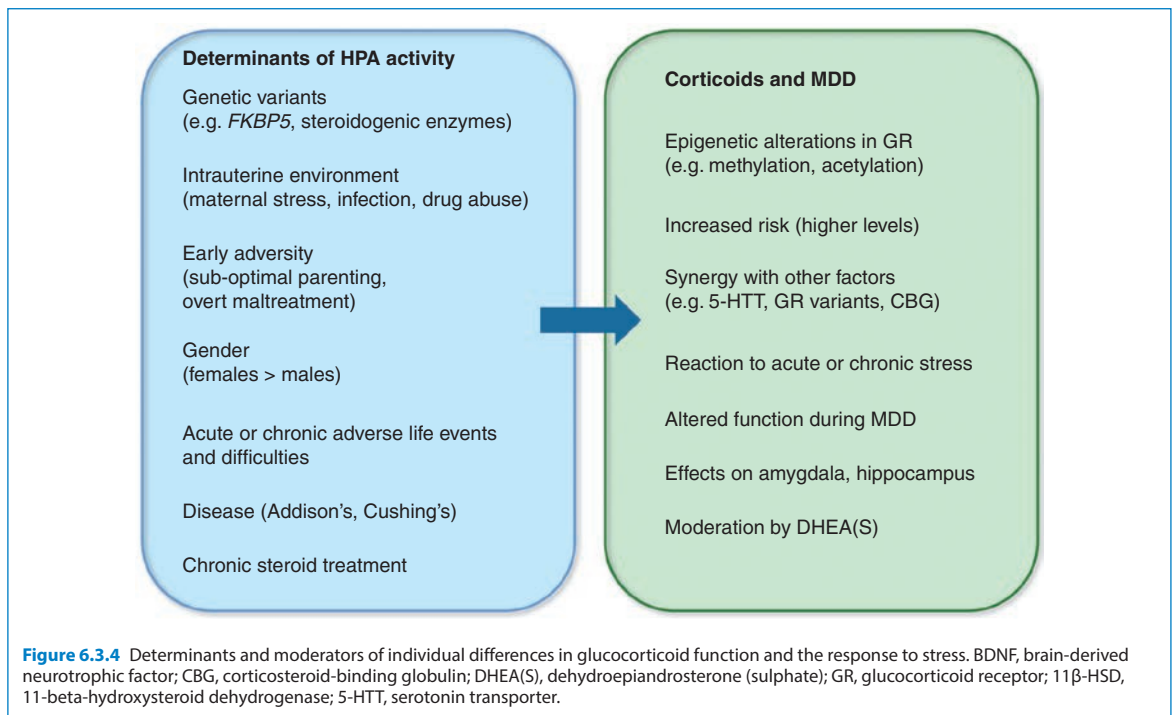 Determinants of HPA activity
Genetic variants
(e.g. FKBP5, steroidogenic enzymes)
Intrauterine environment
(maternal stress, infection, drug abuse)
Early adversity
(sub-optimal parenting,
overt maltreatment)
Gender
(females > males)
Acute or chronic adverse life events
and difficulties
Disease (Addison's, Cushing's)
Chronic steroid treatment
Corticoids and MDD
Epigenetic alterations in GR
(e.g. methylation, acetylation)
Increased risk (higher levels)
Synergy with other factors
(e.g. 5-HTT, GR variants, CBG)
Reaction to acute or chronic stress
Altered function during MDD
Effects on amygdala, hippocampus
Moderation by DHEA(S)
Figure 6.3.4 Determinants and moderators of individual differences in glucocorticoid function and the response to stress. BDNF, brain-derived
neurotrophic factor; CBG, corticosteroid-binding globulin; DHEA(S), dehydroepiandrosterone (sulphate); GR, glucocorticoid receptor; 11β-HSD,
11-beta-hydroxysteroid dehydrogenase; 5-HTT, serotonin transporter.